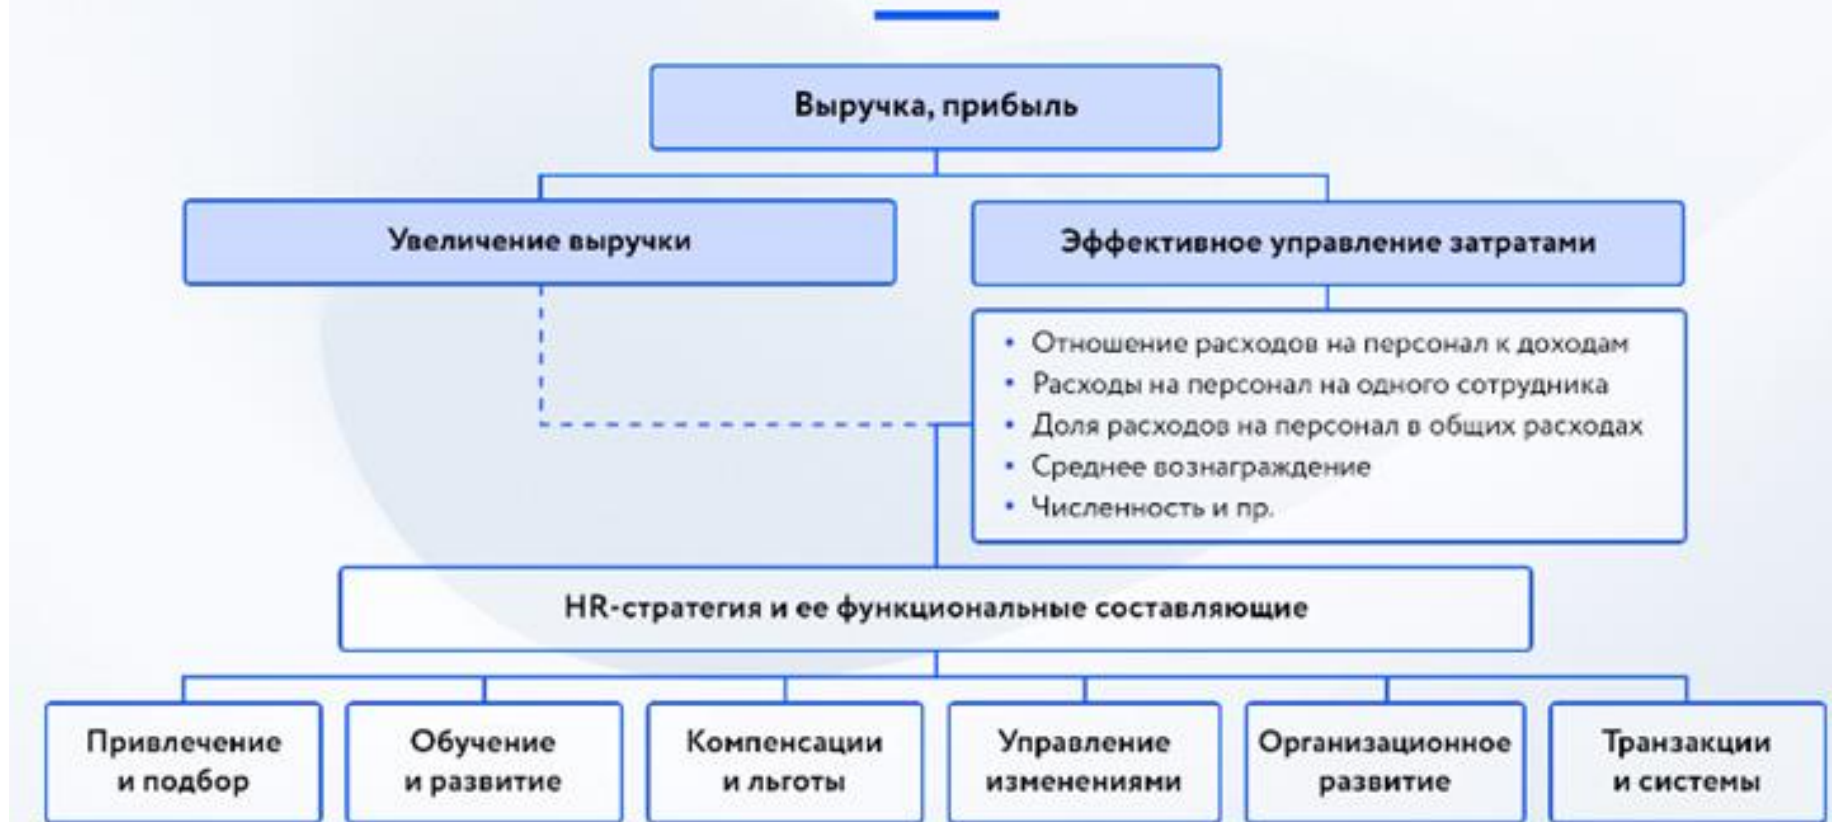 Выручка, прибыль
Увеличение выручки
Эффективное управление затратами
• Отношение расходов на персонал к доходам
• Расходы на персонал на одного сотрудника
• Доля расходов на персонал в общих расходах
• Среднее вознаграждение
• Численность и пр.
HR-стратегия и ее функциональные составляющие
Привлечение
и подбор
Обучение
и развитие
Компенсации
и льготы
Управление
изменениями
Организационное
развитие
Транзакции
и системы